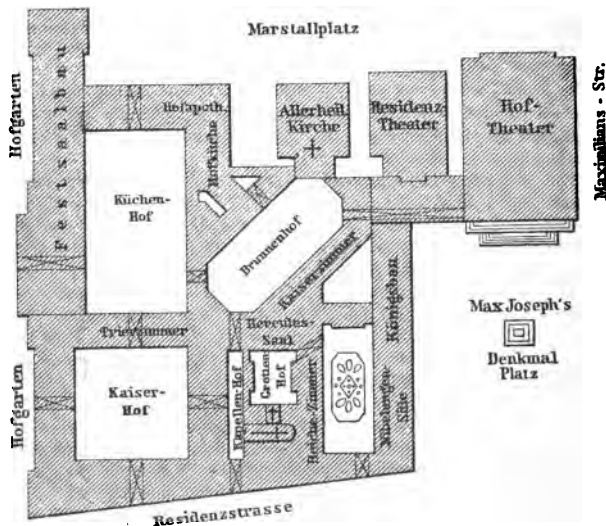 Marstallplatz
Hofgarten
Festsaalbau
Hofapoth.
Hofküche
Allerheil.
Kirche
Residenz-
Theater
Hof-
Theater
Maximilians - Str.
Küchen-
Hof
Brunnenhof
Kaiserzimmer
Königsbau
Max Joseph's
Denkmal
Platz
Trierzimmer
Hercules-
Saal
Hofgarten
Kaiser-
Hof
Kapellen-Hof
Grotten-
Hof
Reiche-Zimmer
Nibelungen
Säle
Residenzstrasse